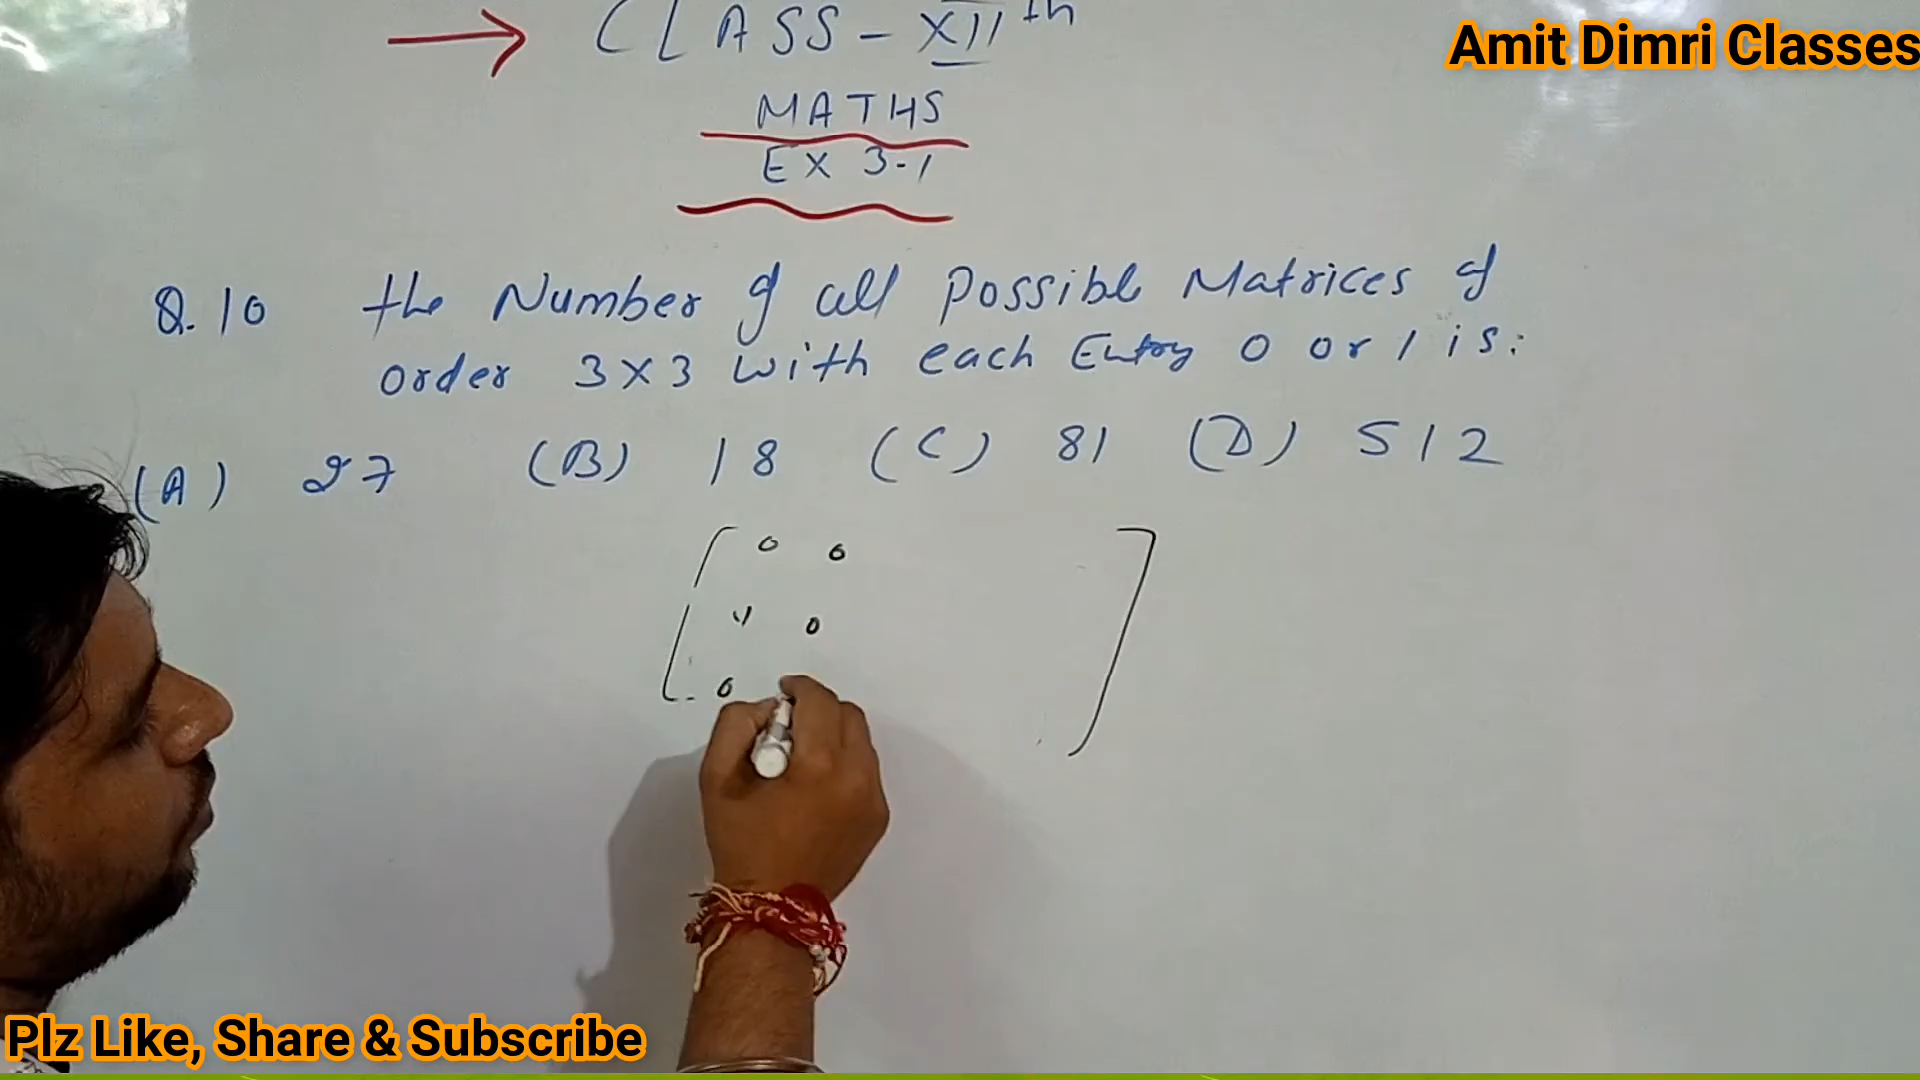 CLASS - XIIth
Amit Dimri Classes
MATHS
EX 3.1
Q.10 the Number of all Possible Matrices of
order 3x3 with each Entry 0 or 1 is:
(A) 27 (B) 18 (C) 81 (D) 512
0 0
1 0
0
Plz Like, Share & Subscribe